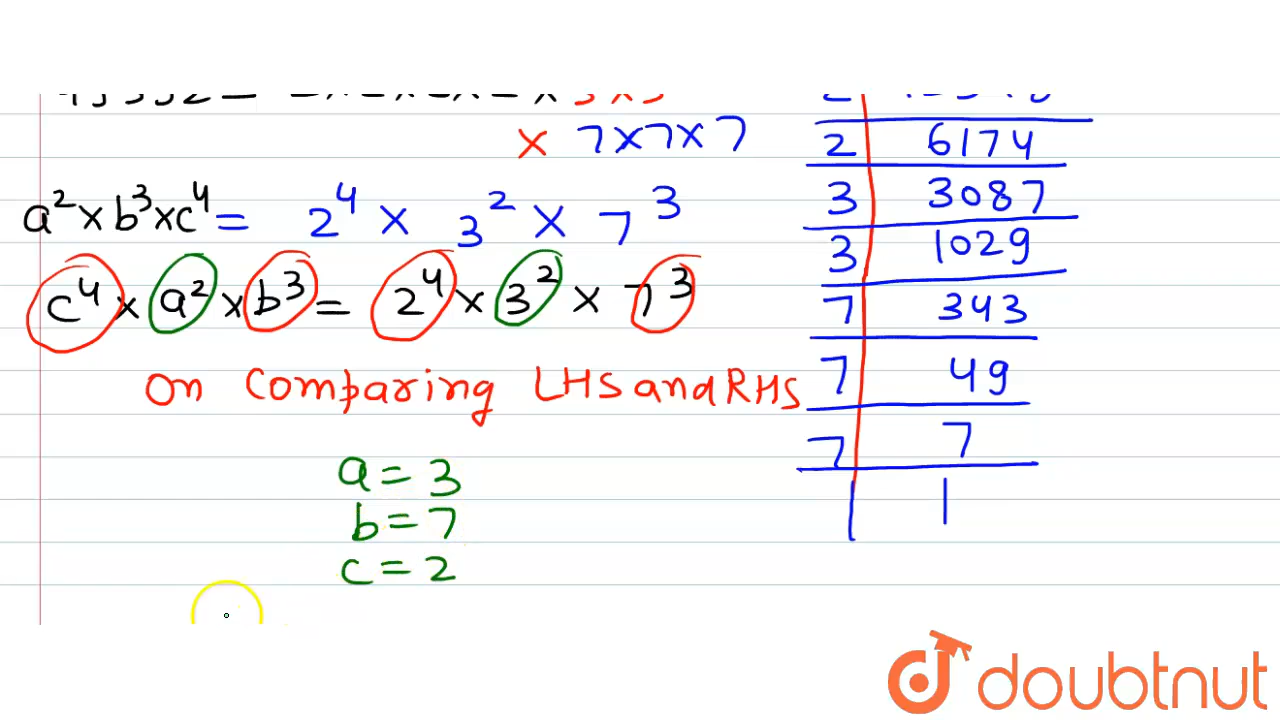 × 7×7×7
a²×b³×c⁴ = 2⁴ × 3² × 7³
c⁴ × a² × b³ = 2⁴ × 3² × 7³
On Comparing LHS and RHS
a = 3
b = 7
c = 2
2 6174
3 3087
3 1029
7 343
7 49
7 7
1
doubtnut